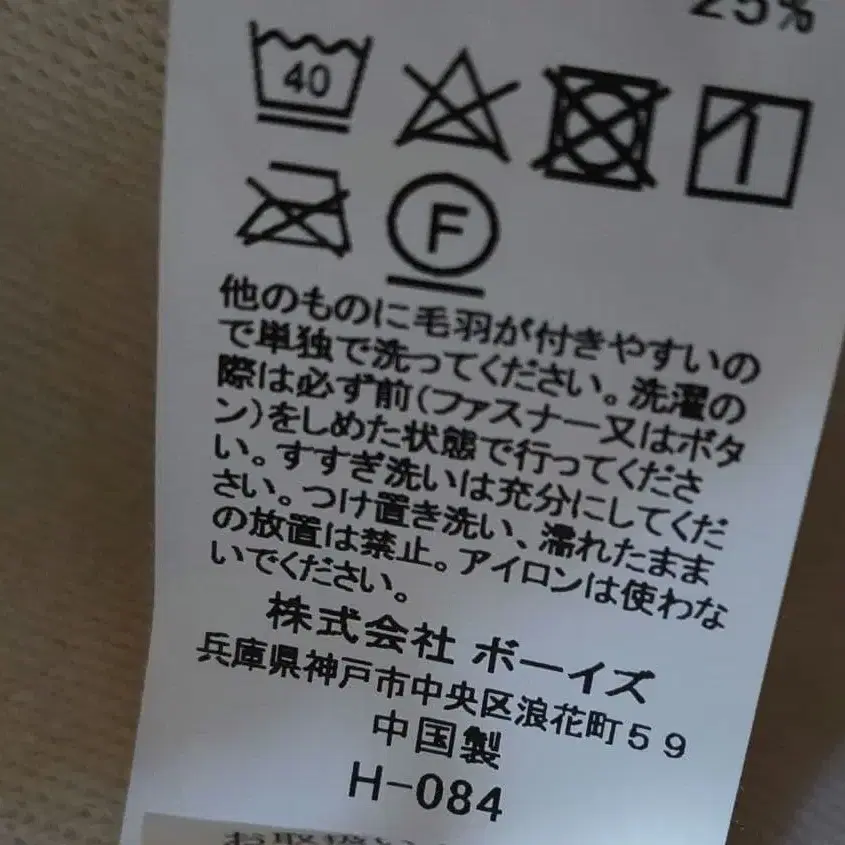 25%
40
F
他のものに毛羽が付きやすいの
で単独で洗ってください。洗濯の
際は必ず前(ファスナー又はボタ
ン)をしめた状態で行ってくださ
い。すすぎ洗いは充分にしてくだ
さい。つけ置き洗い、濡れたまま
の放置は禁止。アイロンは使わな
いでください。
株式会社 ボーイズ
兵庫県神戸市中央区浪花町59
中国製
H-084
お取扱い